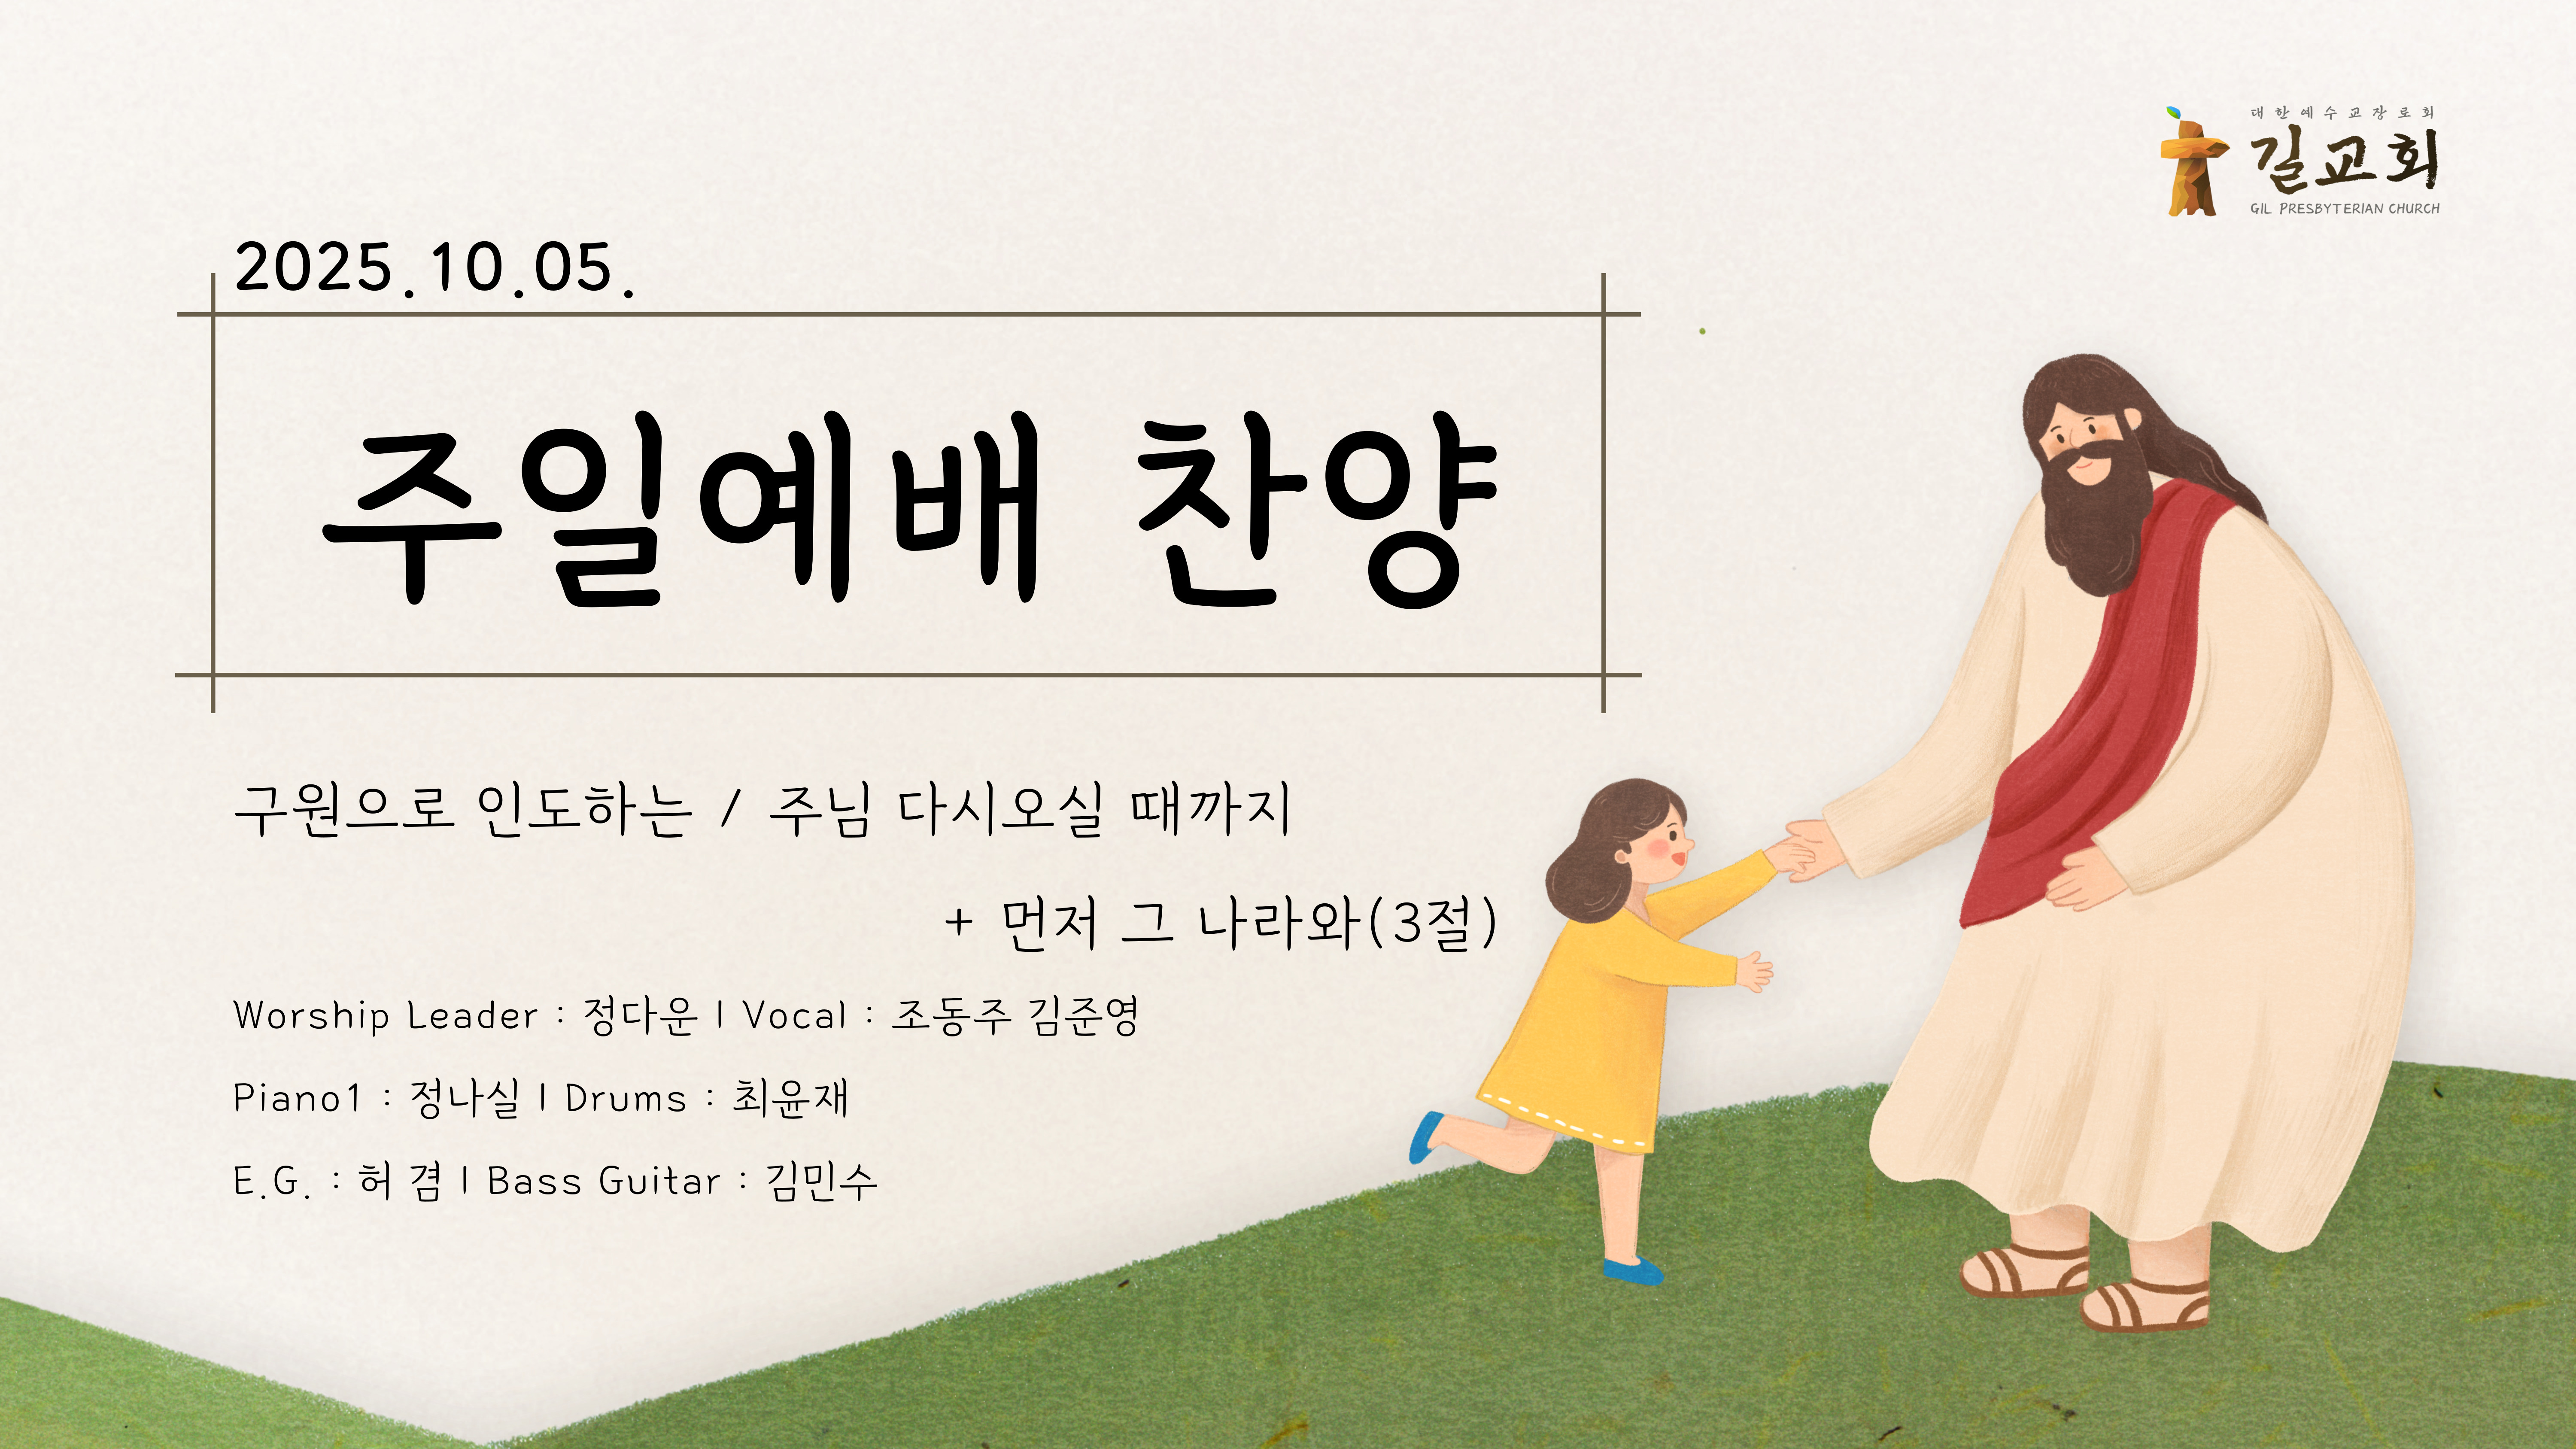 대한예수교장로회
길교회
GIL PRESBYTERIAN CHURCH
2025.10.05.
주일예배 찬양
구원으로 인도하는 / 주님 다시오실 때까지
+ 먼저 그 나라와(3절)
Worship Leader : 정다운 | Vocal : 조동주 김준영
Piano1 : 정나실 | Drums : 최윤재
E.G. : 허 겸 | Bass Guitar : 김민수